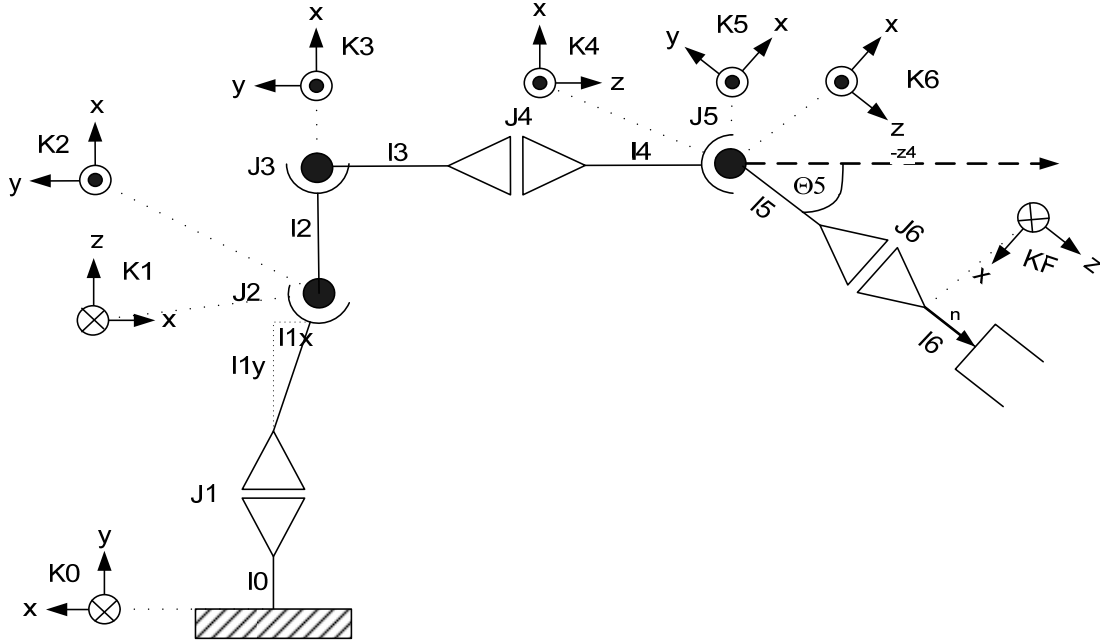 x
K3
y
x
K4
z
K5
y
x
x
K6
z
x
K2
y
J3
l3
J4
l4
J5
-z4
Θ5
l5
J6
l2
z
K1
x
J2
l1x
l1y
KF
x
z
n
l6
J1
y
K0
x
l0